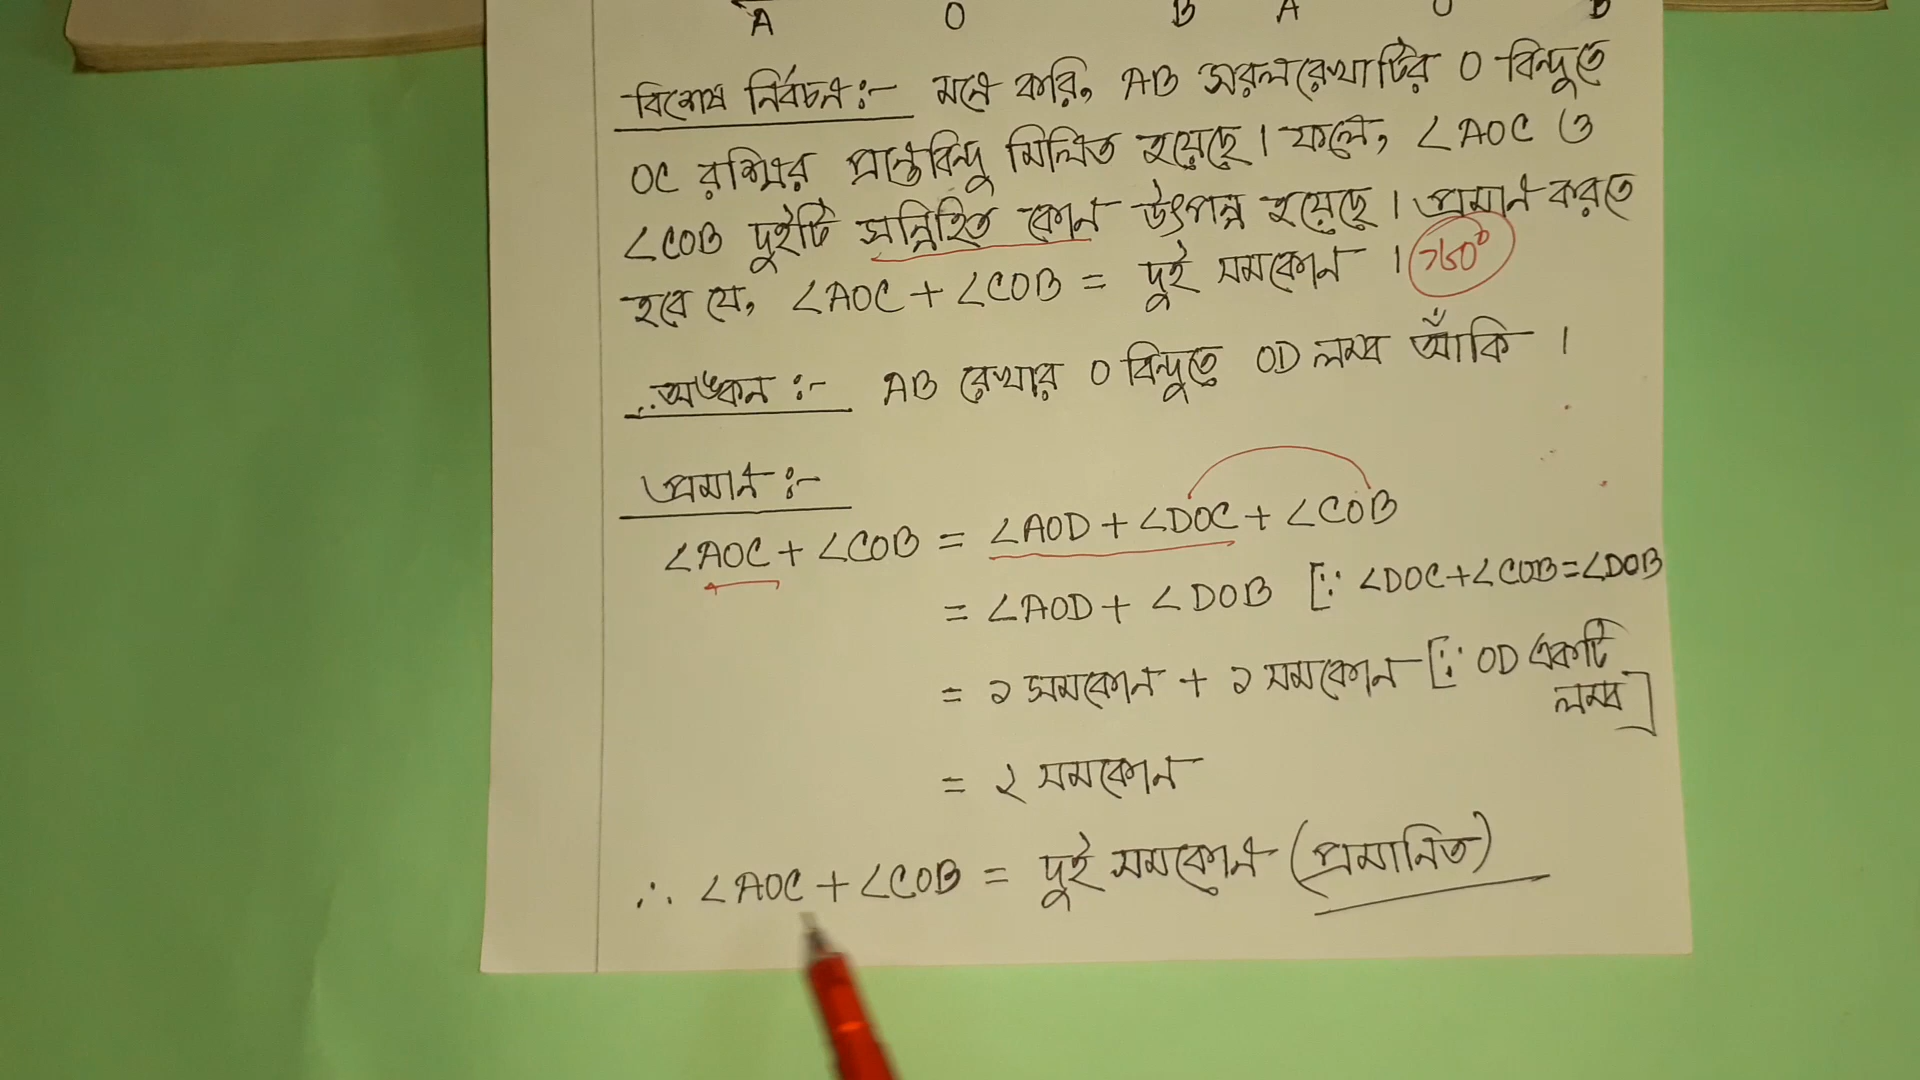 A O B A O B
বিশেষ নির্বচন :- মনে করি, AB সরলরেখাটির O বিন্দুতে
OC রশ্মির প্রান্তবিন্দু মিলিত হয়েছে। ফলে, ∠AOC ও
∠COB দুইটি সন্নিহিত কোন উৎপন্ন হয়েছে। প্রমান করতে
হবে যে, ∠AOC + ∠COB = দুই সমকোন । ১৮০°
অঙ্কন :- AB রেখার O বিন্দুতে OD লম্ব আঁকি ।
প্রমান :-
∠AOC + ∠COB = ∠AOD + ∠DOC + ∠COB
= ∠AOD + ∠DOB [∵ ∠DOC+∠COB=∠DOB
= ১ সমকোন + ১ সমকোন [∵ OD একটি
লম্ব]
= ২ সমকোন
∴ ∠AOC + ∠COB = দুই সমকোন (প্রমানিত)